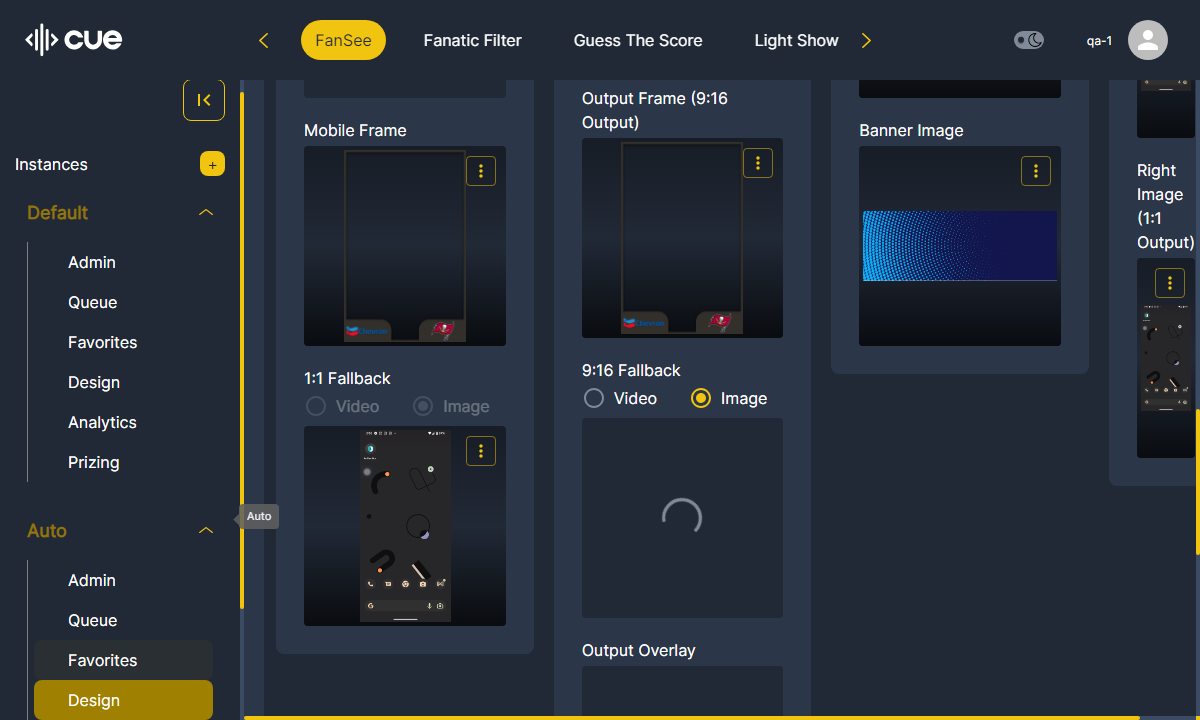 cue
FanSee
Fanatic Filter
Guess The Score
Light Show
qa-1
Instances
+
Default
Admin
Queue
Favorites
Design
Analytics
Prizing
Auto
Admin
Queue
Favorites
Design
Auto
Mobile Frame
1:1 Fallback
Video
Image
Output Frame (9:16
Output)
9:16 Fallback
Video
Image
Output Overlay
Banner Image
Right
Image
(1:1
Output)